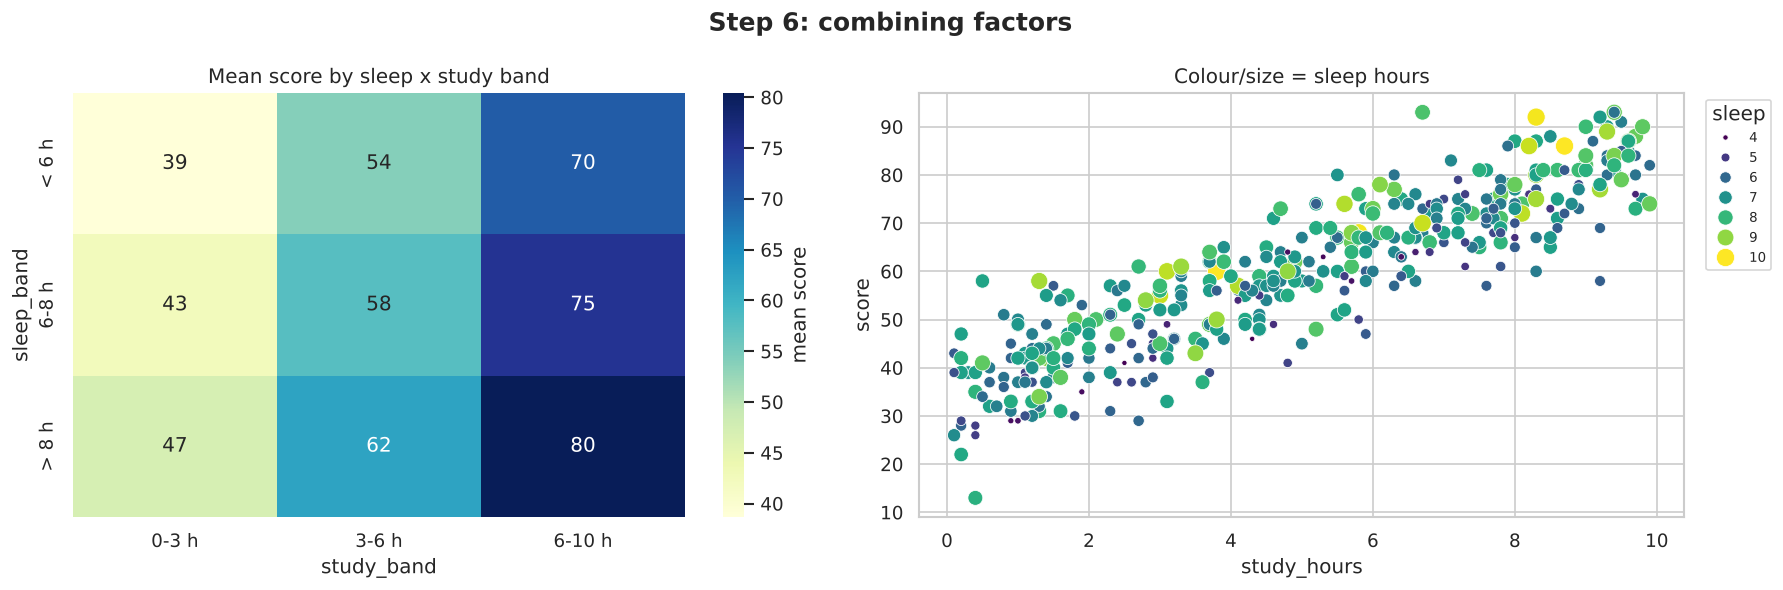 Step 6: combining factors
Mean score by sleep x study band
sleep_band
< 6 h
39 54 70
6-8 h
43 58 75
> 8 h
47 62 80
0-3 h 3-6 h 6-10 h
study_band
80
75
70
65
60
55
50
45
40
mean score
Colour/size = sleep hours
score
90
80
70
60
50
40
30
20
10
0 2 4 6 8 10
study_hours
sleep
4
5
6
7
8
9
10